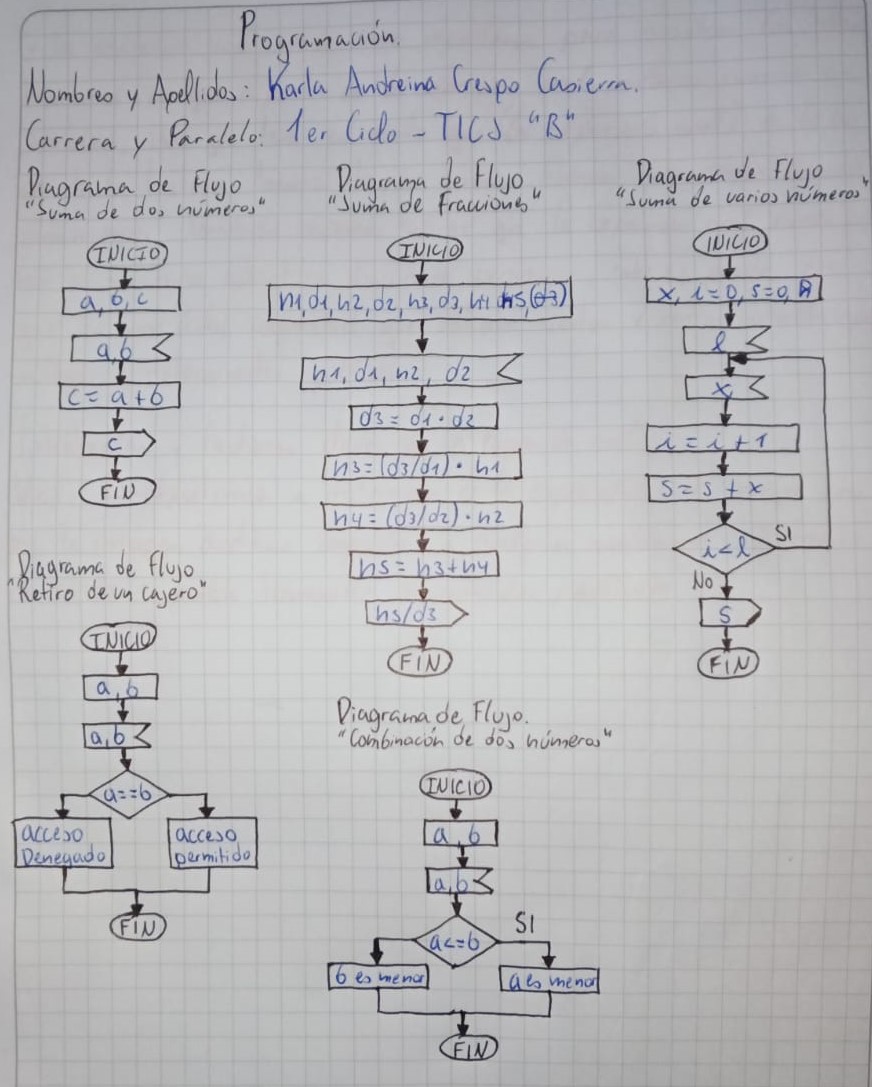 Programación.
Nombres y Apellidos: Karla Andreina Crespo Casierra.
Carrera y Paralelo: 1er Ciclo - TICS "B"
Diagrama de Flujo
"Suma de dos números"
INICIO
a, b, c
a,b
c = a + b
c
FIN
Diagrama de Flujo
"Suma de Fracciones"
INICIO
n1, d1, n2, d2, n3, d3, n4 n5, (d3)
n1, d1, n2, d2
d3 = d1 · d2
n3 = (d3/d1) · n1
n4 = (d3/d2) · n2
n5 = n3 + n4
n5/d3
FIN
Diagrama de Flujo
"Suma de varios números"
INICIO
x, i=0, s=0,
l
x
i = i + 1
s = s + x
i < l
SI
No
S
FIN
Diagrama de flujo
"Retiro de un cajero"
INICIO
a, b
a,b
a==b
acceso
Denegado
acceso
permitido
FIN
Diagrama de Flujo.
"Combinación de dos números"
INICIO
a, b
a,b
a<=b
SI
b es menor
a es menor
FIN